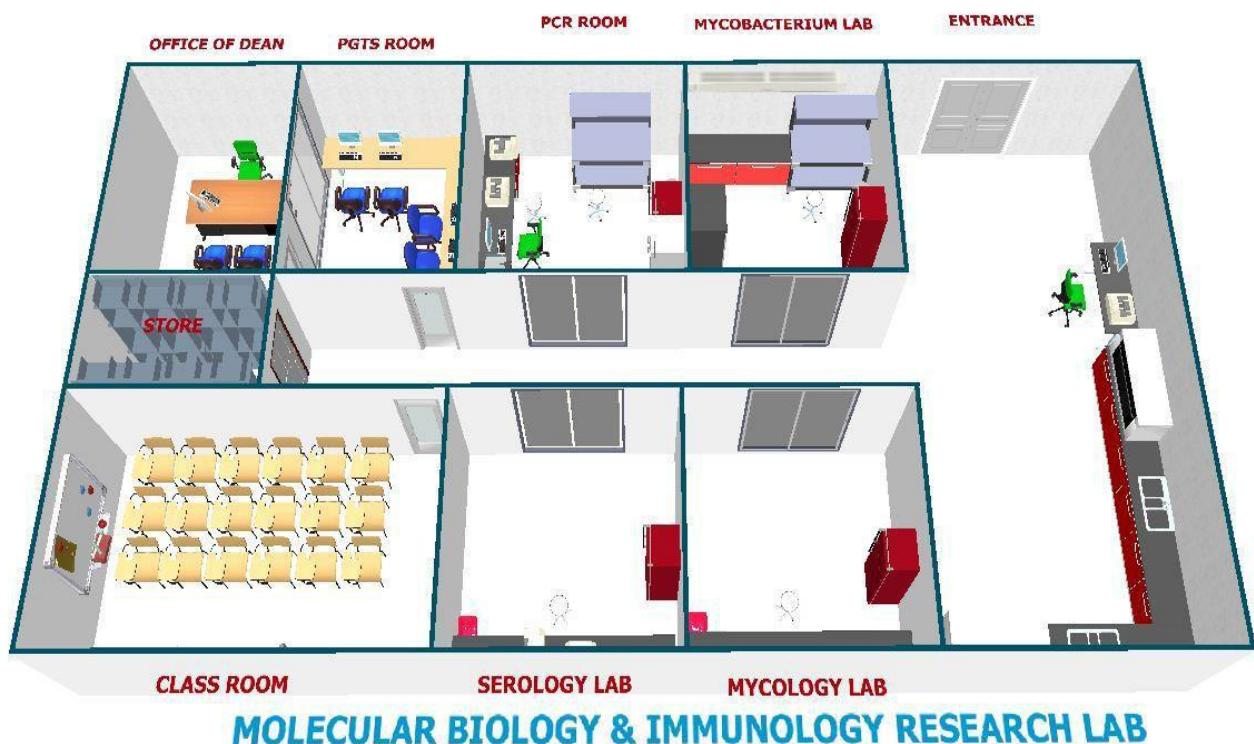 OFFICE OF DEAN
PGTS ROOM
PCR ROOM
MYCOBACTERIUM LAB
ENTRANCE
STORE
CLASS ROOM
SEROLOGY LAB
MYCOLOGY LAB
MOLECULAR BIOLOGY & IMMUNOLOGY RESEARCH LAB